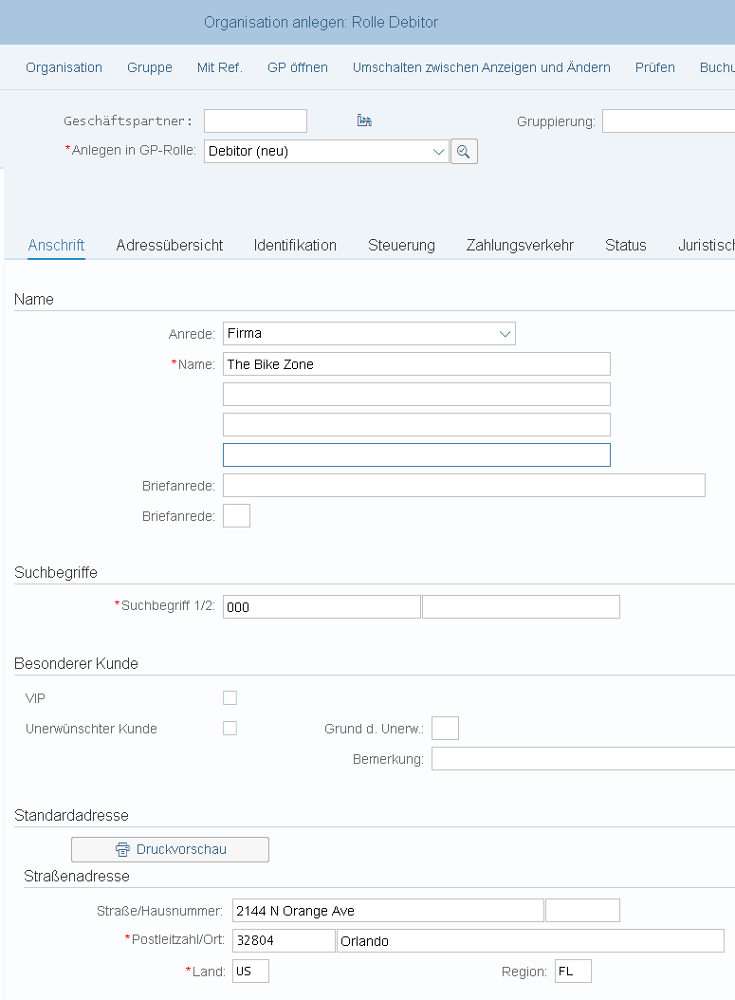 Organisation anlegen: Rolle Debitor
Organisation Gruppe Mit Ref. GP öffnen Umschalten zwischen Anzeigen und Ändern Prüfen Buchu
Geschäftspartner: Gruppierung:
*Anlegen in GP-Rolle: Debitor (neu)
Anschrift Adressübersicht Identifikation Steuerung Zahlungsverkehr Status Juristisch
Name
Anrede: Firma
*Name: The Bike Zone
Briefanrede:
Briefanrede:
Suchbegriffe
*Suchbegriff 1/2: 000
Besonderer Kunde
VIP
Unerwünschter Kunde Grund d. Unerw.:
Bemerkung:
Standardadresse
Druckvorschau
Straßenadresse
Straße/Hausnummer: 2144 N Orange Ave
*Postleitzahl/Ort: 32804 Orlando
*Land: US Region: FL